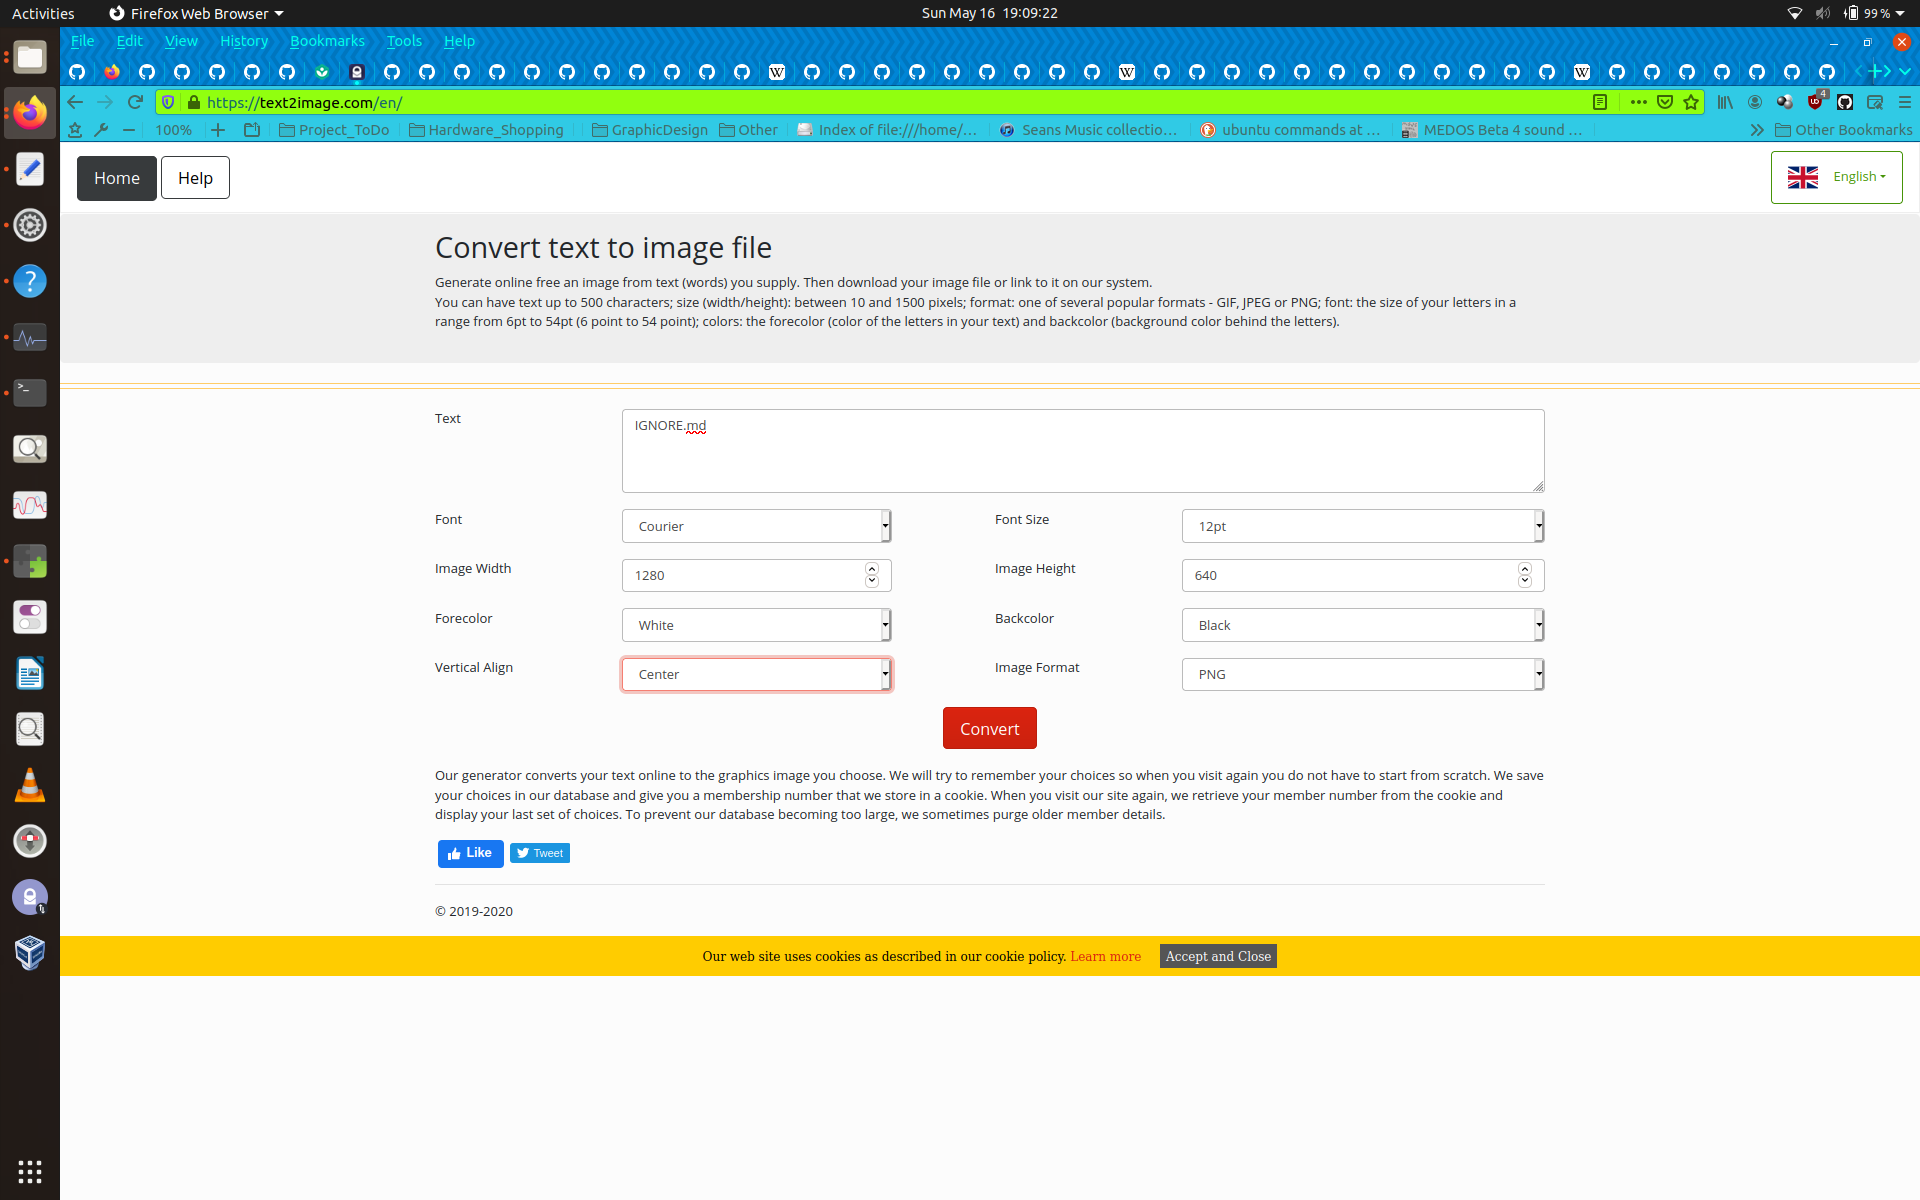 Activities Firefox Web Browser Sun May 16 19:09:22 99 %
File Edit View History Bookmarks Tools Help
W W W
https://text2image.com/en/ 4
100% Project_ToDo Hardware_Shopping GraphicDesign Other Index of file:///home/... Seans Music collectio... ubuntu commands at ... MEDOS Beta 4 sound ... Other Bookmarks
Home Help English
Convert text to image file
Generate online free an image from text (words) you supply. Then download your image file or link to it on our system.
You can have text up to 500 characters; size (width/height): between 10 and 1500 pixels; format: one of several popular formats - GIF, JPEG or PNG; font: the size of your letters in a
range from 6pt to 54pt (6 point to 54 point); colors: the forecolor (color of the letters in your text) and backcolor (background color behind the letters).
Text IGNORE.md
Font Courier Font Size 12pt
Image Width 1280 Image Height 640
Forecolor White Backcolor Black
Vertical Align Center Image Format PNG
Convert
Our generator converts your text online to the graphics image you choose. We will try to remember your choices so when you visit again you do not have to start from scratch. We save
your choices in our database and give you a membership number that we store in a cookie. When you visit our site again, we retrieve your member number from the cookie and
display your last set of choices. To prevent our database becoming too large, we sometimes purge older member details.
Like Tweet
© 2019-2020
Our web site uses cookies as described in our cookie policy. Learn more Accept and Close